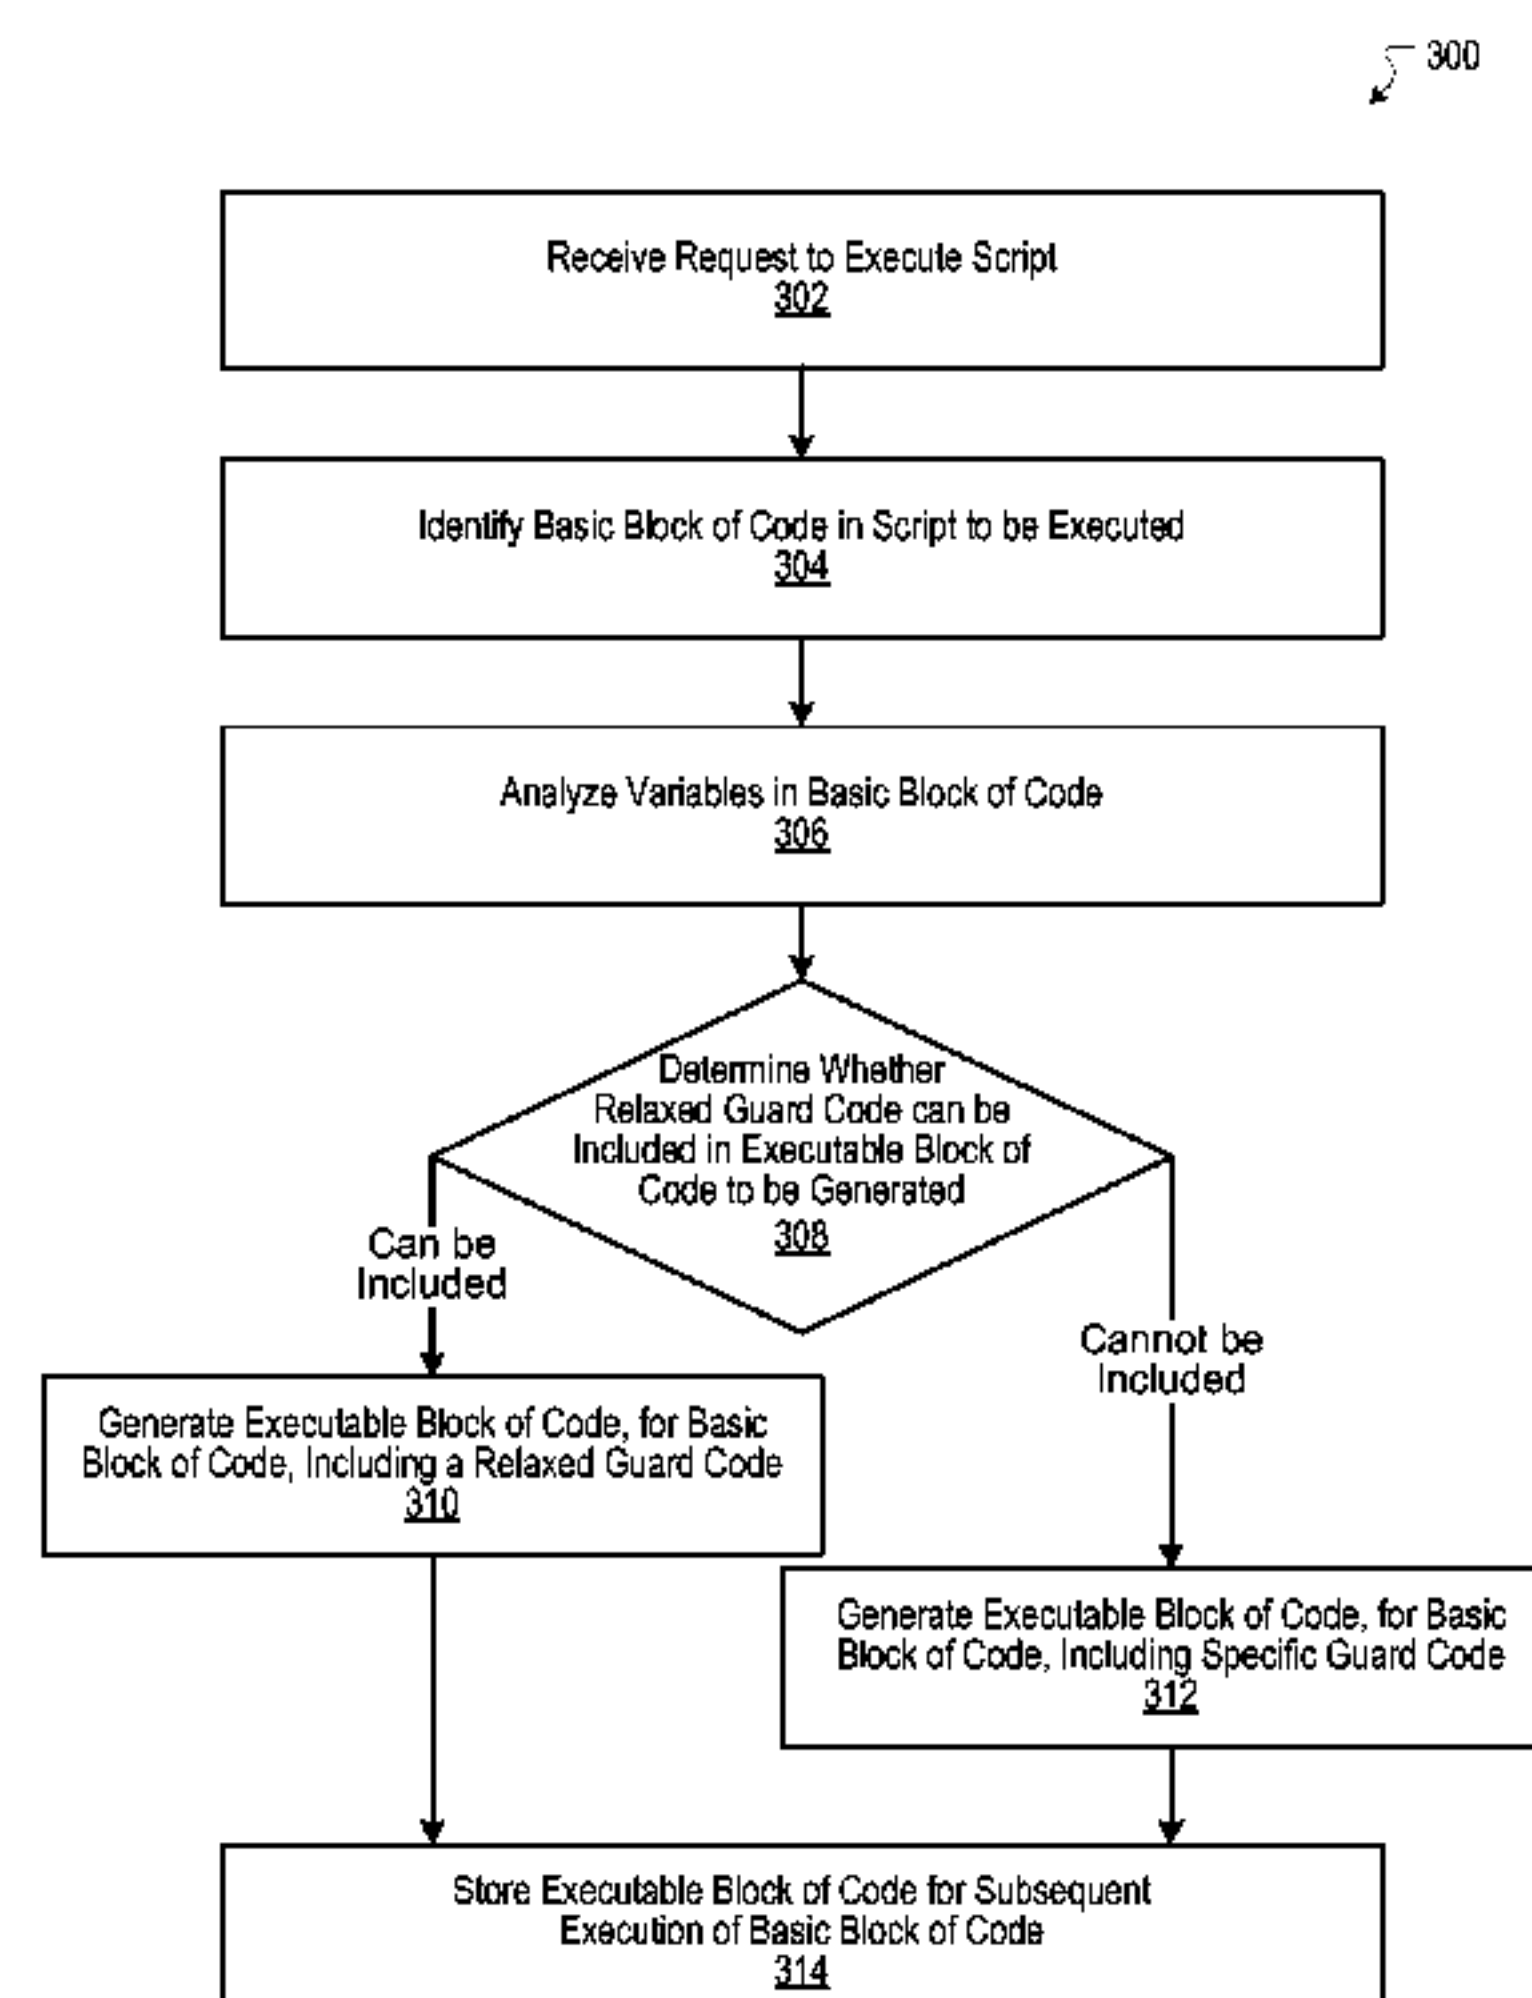 300
Receive Request to Execute Script
302
Identify Basic Block of Code in Script to be Executed
304
Analyze Variables in Basic Block of Code
306
Determine Whether
Relaxed Guard Code can be
Included in Executable Block of
Code to be Generated
308
Can be
Included
Cannot be
Included
Generate Executable Block of Code, for Basic
Block of Code, Including a Relaxed Guard Code
310
Generate Executable Block of Code, for Basic
Block of Code, Including Specific Guard Code
312
Store Executable Block of Code for Subsequent
Execution of Basic Block of Code
314